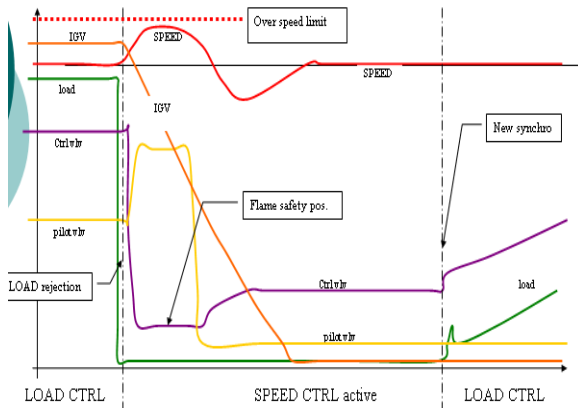 Over speed limit
IGV
SPEED
SPEED
load
IGV
New synchro
Ctrlvlv
Flame safety pos.
pilotvlv
LOAD rejection
Ctrlvlv
load
pilotvlv
LOAD CTRL
SPEED CTRL active
LOAD CTRL